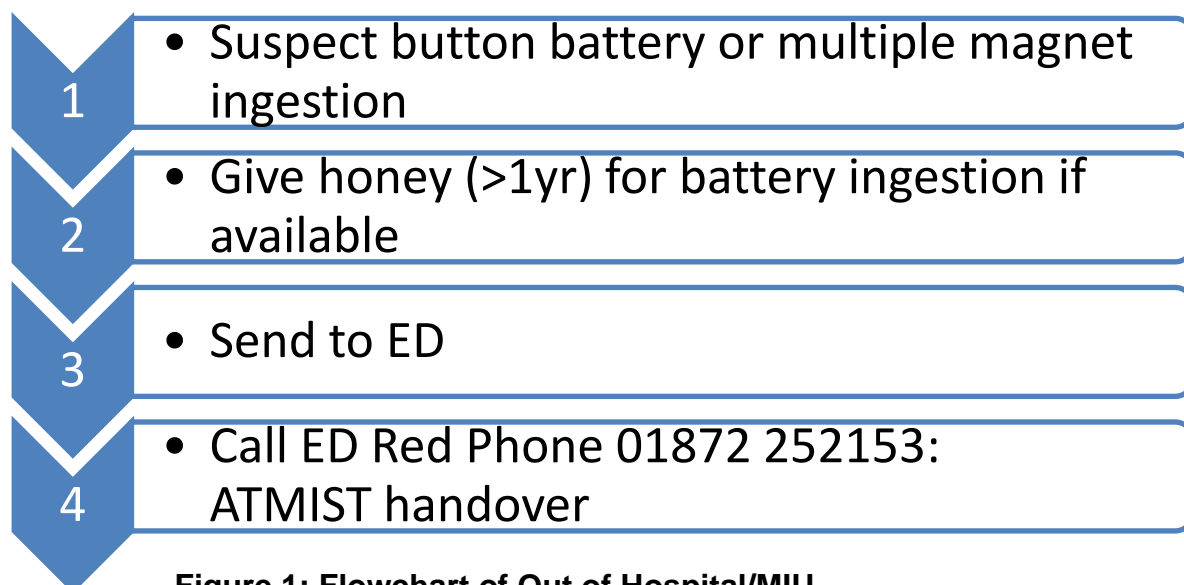 1
• Suspect button battery or multiple magnet
ingestion
2
• Give honey (>1yr) for battery ingestion if
available
3
• Send to ED
4
• Call ED Red Phone 01872 252153:
ATMIST handover
Figure 1: Flowchart of Out of Hospital/MIU